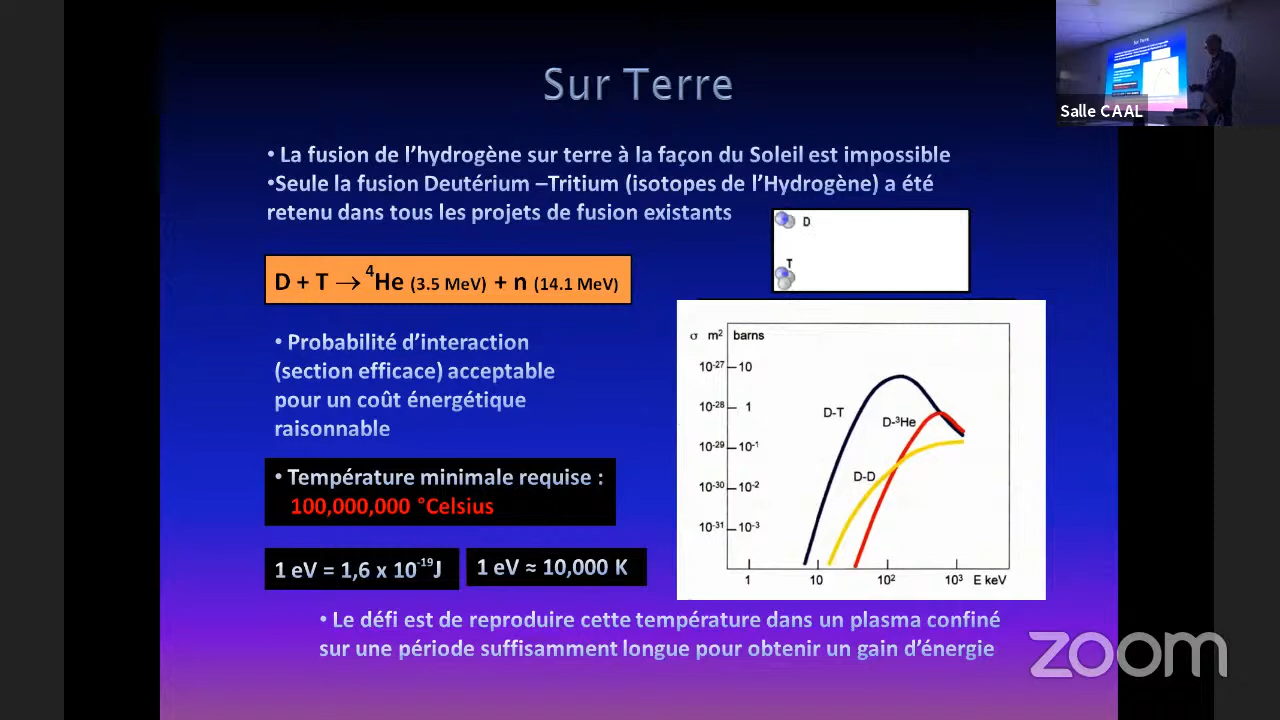 Sur Terre
Salle CAAL
• La fusion de l’hydrogène sur terre à la façon du Soleil est impossible
•Seule la fusion Deutérium –Tritium (isotopes de l’Hydrogène) a été
retenu dans tous les projets de fusion existants
D
T
D + T → ⁴He (3.5 MeV) + n (14.1 MeV)
• Probabilité d’interaction
(section efficace) acceptable
pour un coût énergétique
raisonnable
• Température minimale requise :
100,000,000 °Celsius
1 eV = 1,6 x 10⁻¹⁹J
1 eV ≈ 10,000 K
σ m² barns
10⁻²⁷ 10
10⁻²⁸ 1
10⁻²⁹ 10⁻¹
10⁻³⁰ 10⁻²
10⁻³¹ 10⁻³
D-T
D-³He
D-D
1 10 10² 10³ E keV
• Le défi est de reproduire cette température dans un plasma confiné
sur une période suffisamment longue pour obtenir un gain d’énergie
zoom